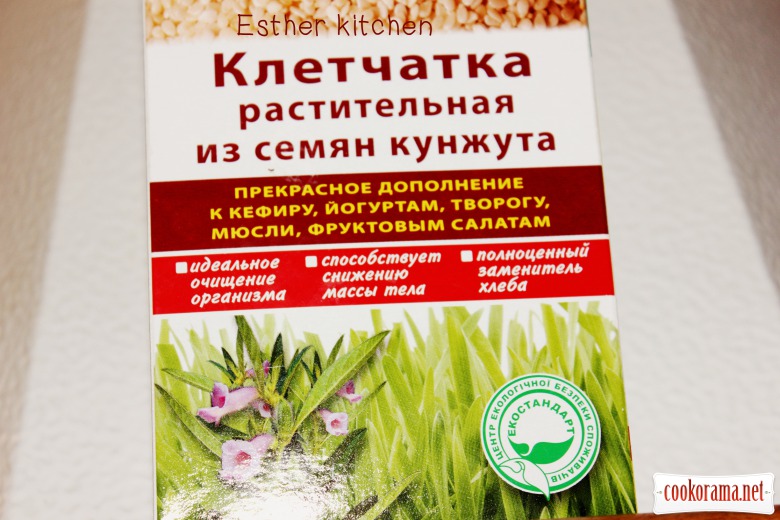 Esther kitchen
Клетчатка
растительная
из семян кунжута
ПРЕКРАСНОЕ ДОПОЛНЕНИЕ
К КЕФИРУ, ЙОГУРТАМ, ТВОРОГУ,
МЮСЛИ, ФРУКТОВЫМ САЛАТАМ
идеальное
очищение
организма
способствует
снижению
массы тела
полноценный
заменитель
хлеба
ЦЕНТР ЕКОЛОГІЧНОЇ БЕЗПЕКИ СПОЖИВАЧІВ
ЕКОСТАНДАРТ
cookorama.net